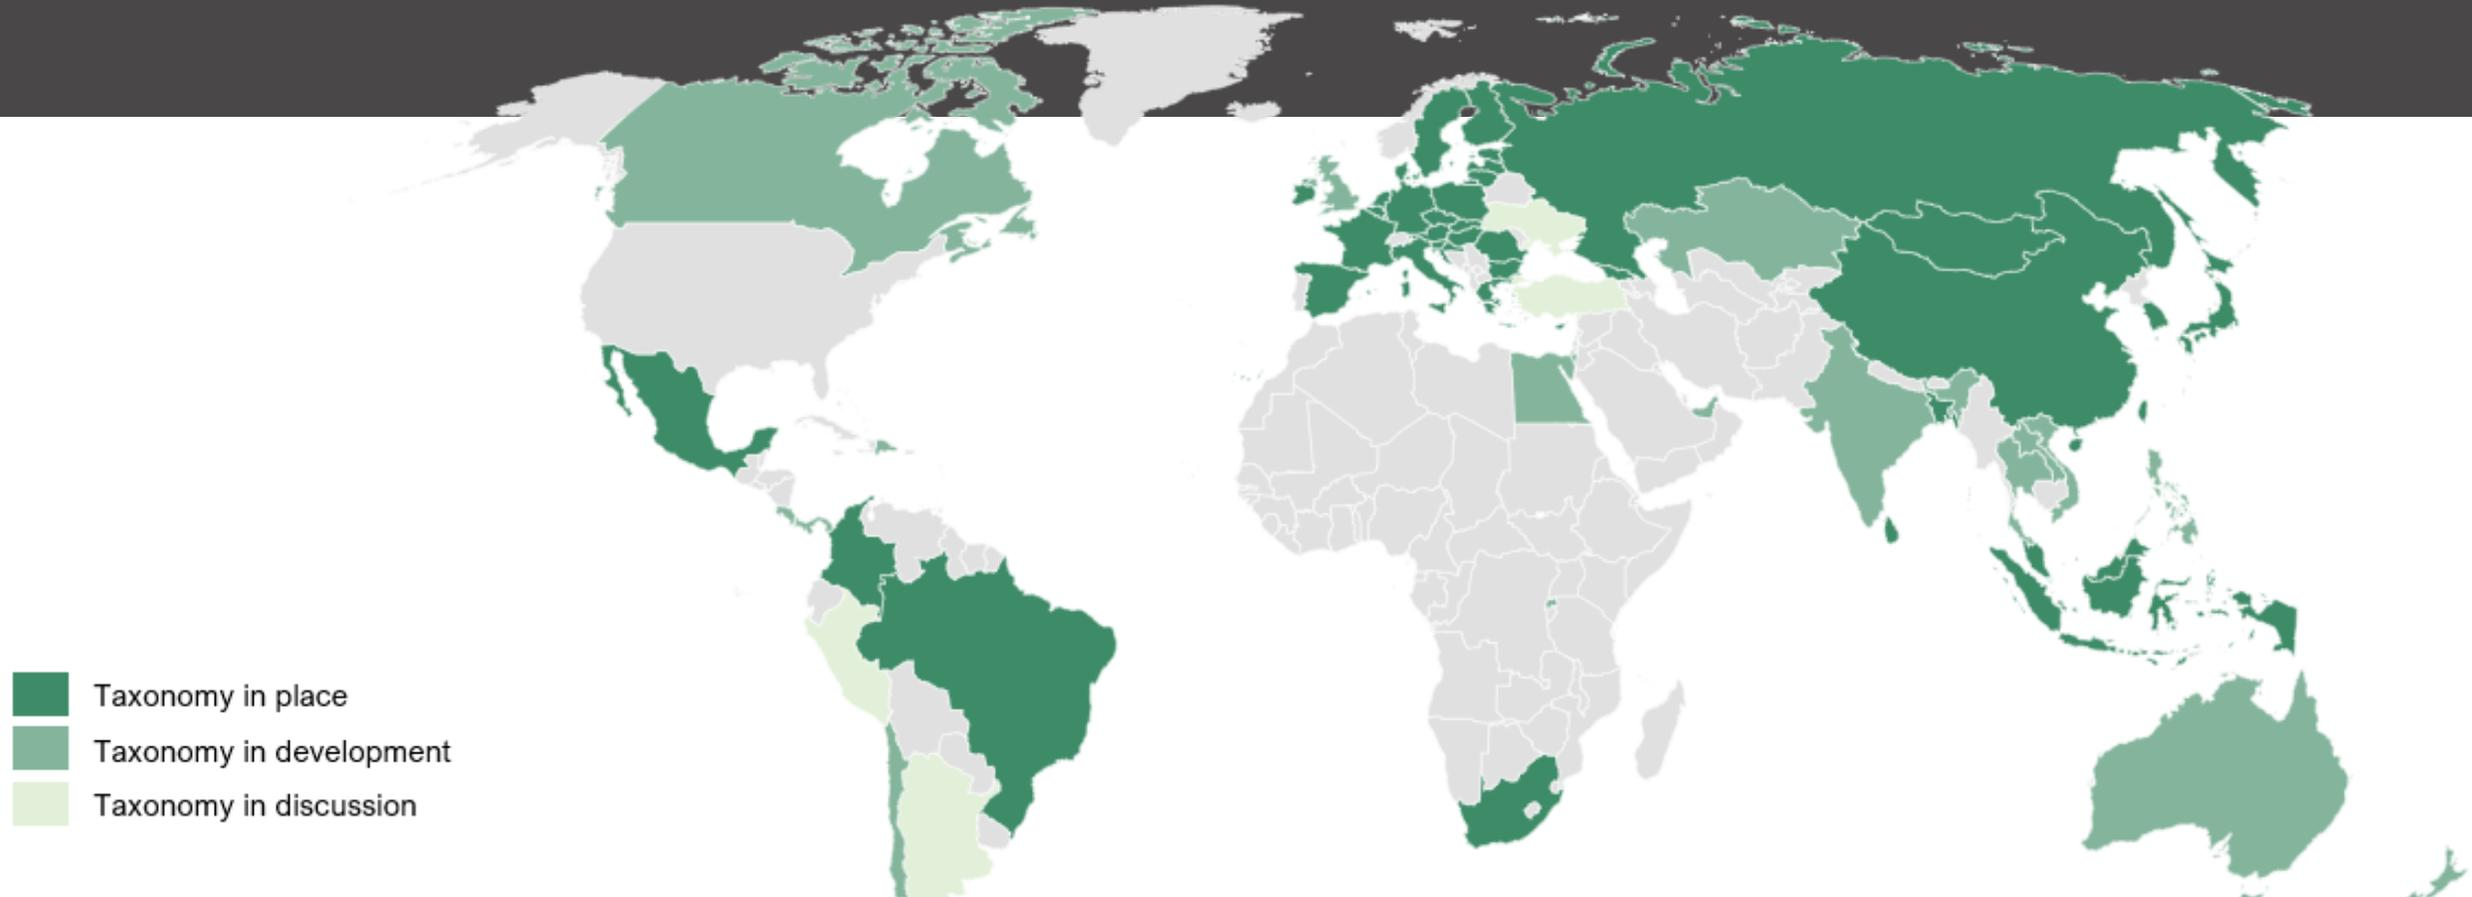 Taxonomy in place
Taxonomy in development
Taxonomy in discussion